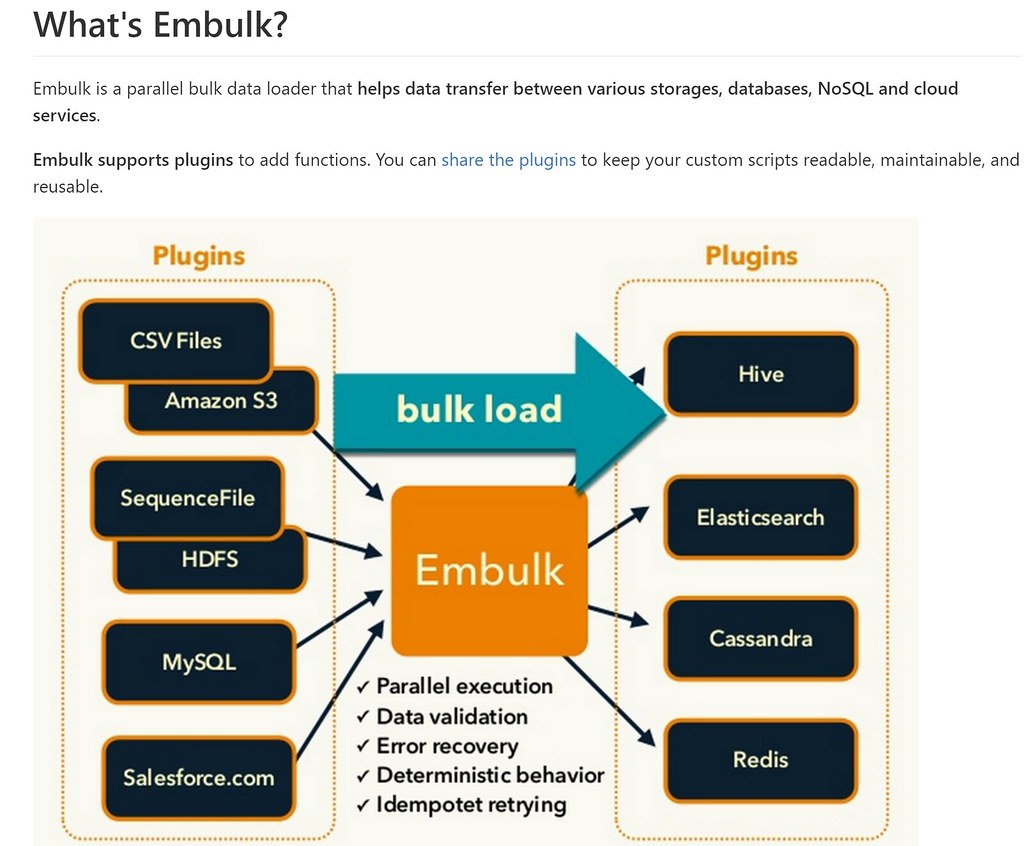 What's Embulk?
Embulk is a parallel bulk data loader that helps data transfer between various storages, databases, NoSQL and cloud
services.
Embulk supports plugins to add functions. You can share the plugins to keep your custom scripts readable, maintainable, and
reusable.
Plugins
Plugins
CSV Files
Amazon S3
SequenceFile
HDFS
MySQL
Salesforce.com
bulk load
Embulk
✓ Parallel execution
✓ Data validation
✓ Error recovery
✓ Deterministic behavior
✓ Idempotet retrying
Hive
Elasticsearch
Cassandra
Redis